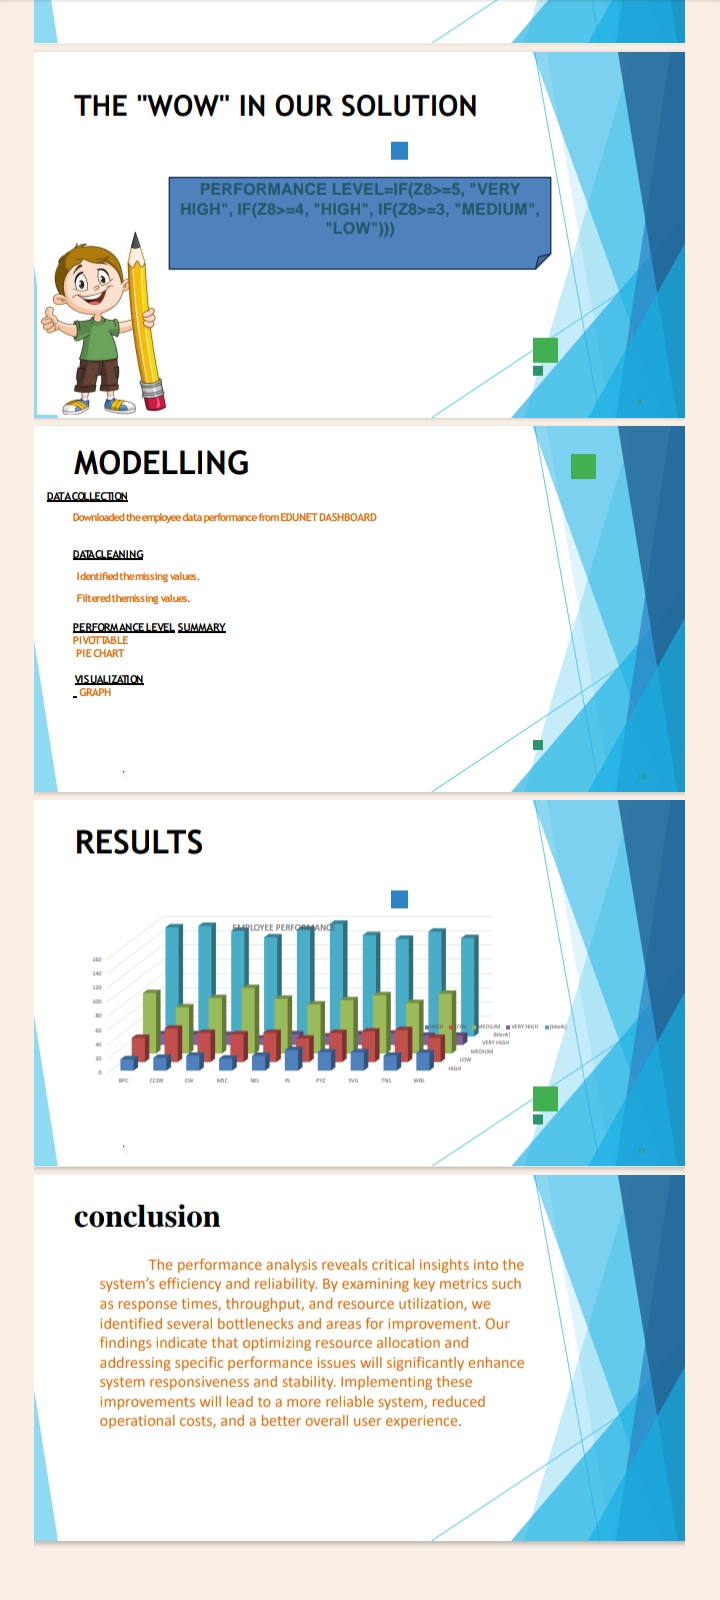 THE "WOW" IN OUR SOLUTION
PERFORMANCE LEVEL=IF(Z8>=5, "VERY
HIGH", IF(Z8>=4, "HIGH", IF(Z8>=3, "MEDIUM",
"LOW")))
9
MODELLING
DATA COLLECTION
Downloaded the employee data performance from EDUNET DASHBOARD
DATA CLEANING
Identified the missing values.
Filtered the missing values.
PERFORMANCE LEVEL SUMMARY
PIVOT TABLE
PIE CHART
VISUALIZATION
GRAPH
10
RESULTS
EMPLOYEE PERFORMANCE
160
140
120
100
80
60
40
20
0
BPC CCDR EW MSC NEL PL PYZ SVG TNS WBL
HIGH LOW MEDIUM VERY HIGH (blank)
(blank)
VERY HIGH
MEDIUM
LOW
HIGH
11
conclusion
The performance analysis reveals critical insights into the
system’s efficiency and reliability. By examining key metrics such
as response times, throughput, and resource utilization, we
identified several bottlenecks and areas for improvement. Our
findings indicate that optimizing resource allocation and
addressing specific performance issues will significantly enhance
system responsiveness and stability. Implementing these
improvements will lead to a more reliable system, reduced
operational costs, and a better overall user experience.